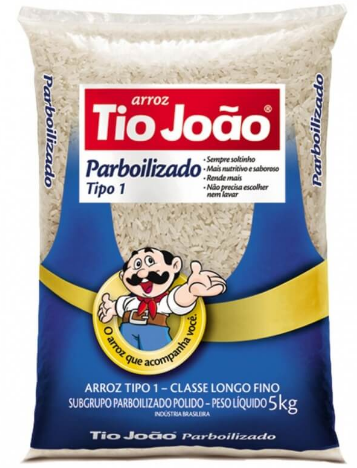 arroz
Tio João®
Parboilizado
Tipo 1
• Sempre soltinho
• Mais nutritivo e saboroso
• Rende mais
• Não precisa escolher
nem lavar
Parboilizado
Parboilizado
O arroz que acompanha você.
ARROZ TIPO 1 – CLASSE LONGO FINO
SUBGRUPO PARBOILIZADO POLIDO – PESO LÍQUIDO 5kg
INDÚSTRIA BRASILEIRA
Tio João Parboilizado